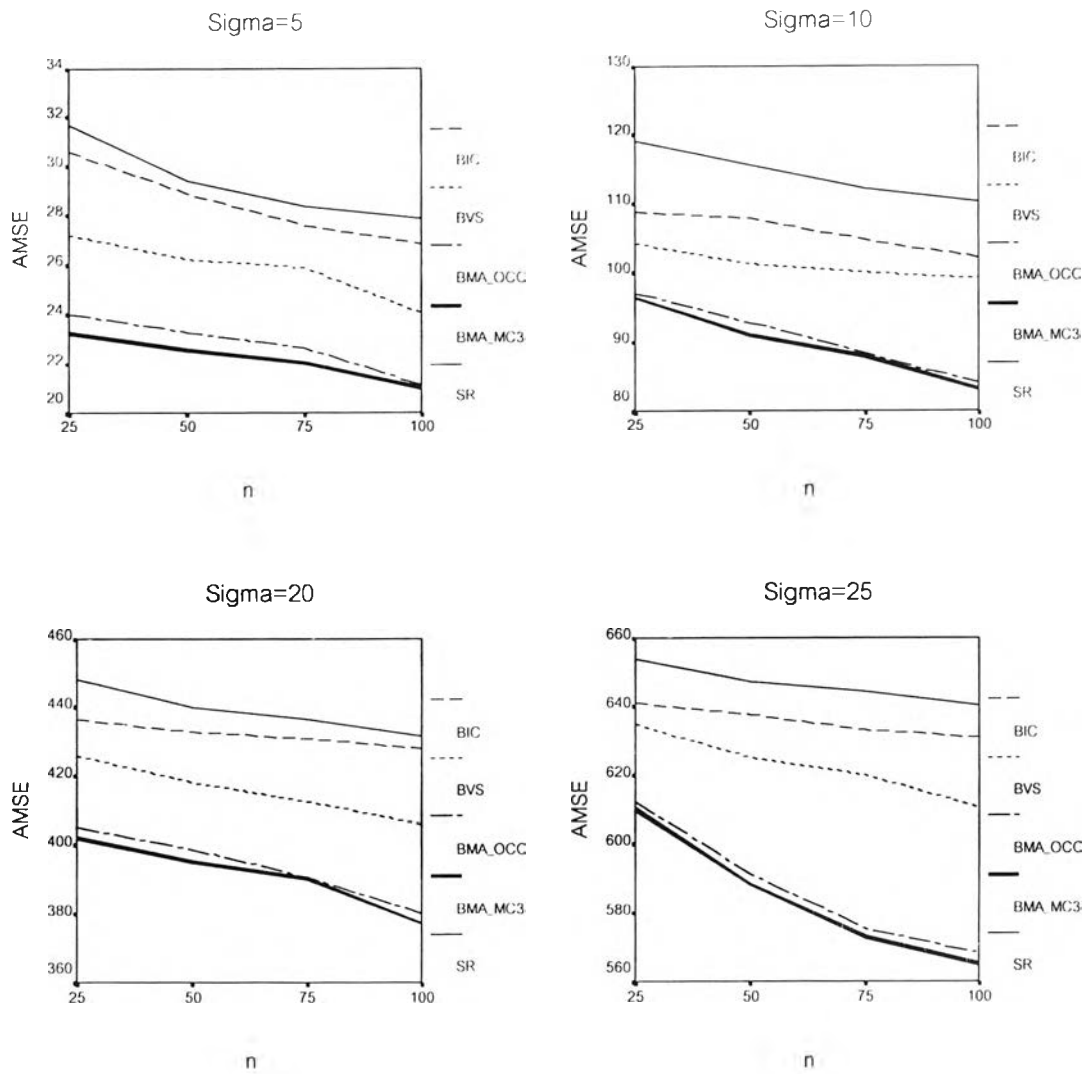 Sigma=5
34
32
30
28
26
24
22
20
AMSE
25
50
75
100
n
BIC
BVS
BMA_OCC
BMA_MC3
SR
Sigma=10
130
120
110
100
90
80
AMSE
25
50
75
100
n
BIC
BVS
BMA_OCC
BMA_MC3
SR
Sigma=20
460
440
420
400
380
360
AMSE
25
50
75
100
n
BIC
BVS
BMA_OCC
BMA_MC3
SR
Sigma=25
660
640
620
600
580
560
AMSE
25
50
75
100
n
BIC
BVS
BMA_OCC
BMA_MC3
SR